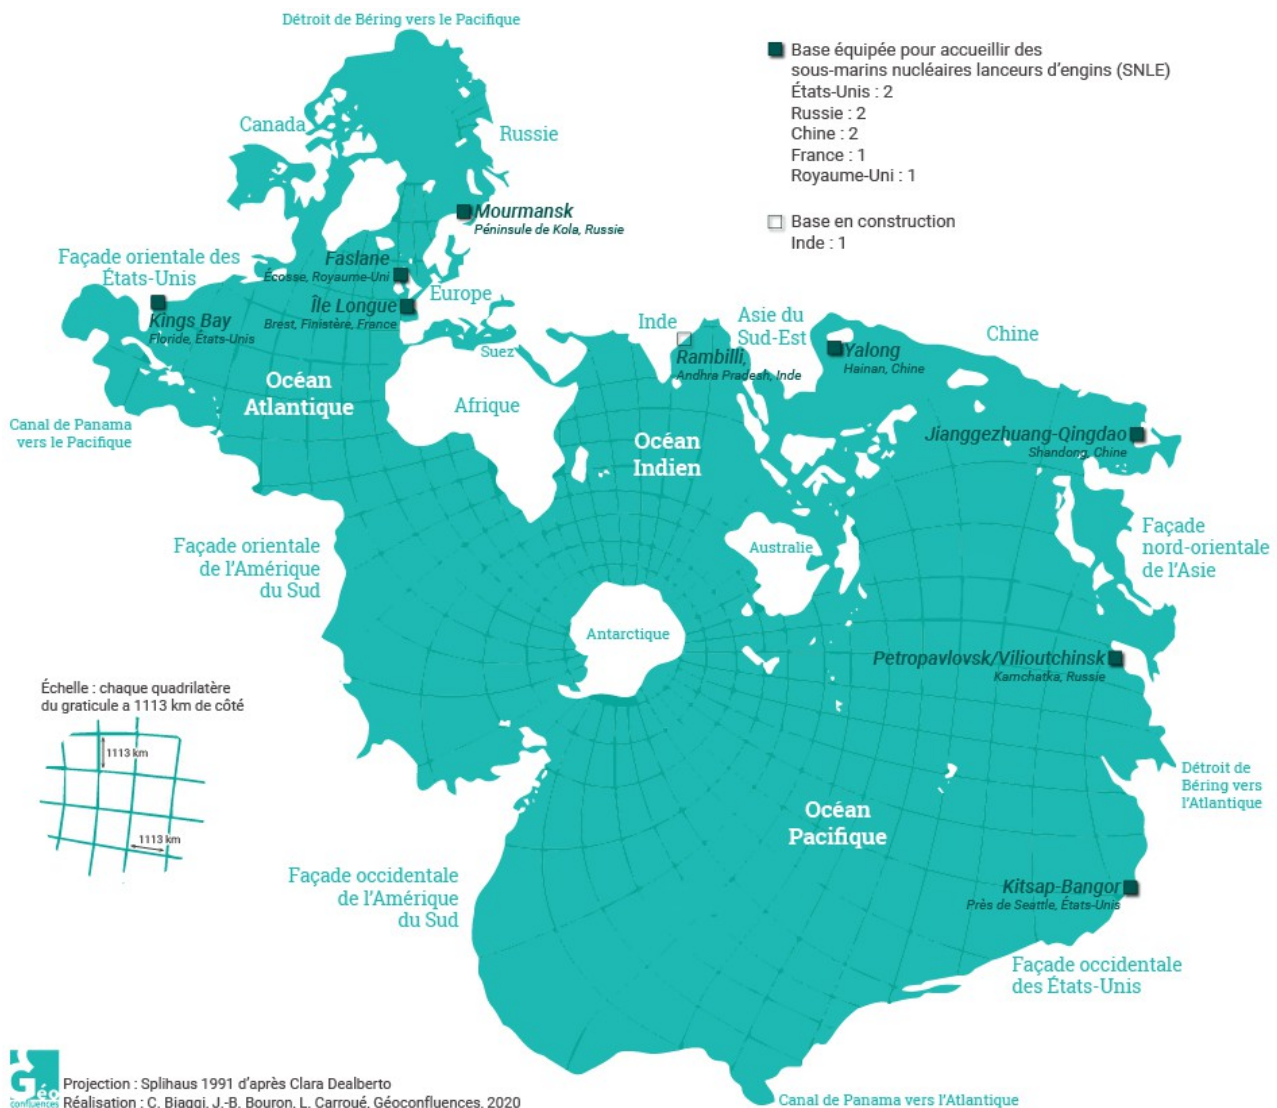 Détroit de Béring vers le Pacifique
Base équipée pour accueillir des
sous-marins nucléaires lanceurs d'engins (SNLE)
États-Unis : 2
Russie : 2
Chine : 2
France : 1
Royaume-Uni : 1
Base en construction
Inde : 1
Canada
Russie
Mourmansk
Péninsule de Kola, Russie
Façade orientale des
États-Unis
Faslane
Écosse, Royaume-Uni
Île Longue
Brest, Finistère, France
Europe
Kings Bay
Floride, États-Unis
Suez
Inde
Rambilli,
Andhra Pradesh, Inde
Asie du
Sud-Est
Yalong
Hainan, Chine
Chine
Océan
Atlantique
Afrique
Canal de Panama
vers le Pacifique
Océan
Indien
Jianggezhuang-Qingdao
Shandong, Chine
Façade orientale
de l'Amérique
du Sud
Australie
Façade
nord-orientale
de l'Asie
Antarctique
Petropavlovsk/Vilioutchinsk
Kamchatka, Russie
Échelle : chaque quadrilatère
du graticule a 1113 km de côté
1113 km
1113 km
Détroit de
Béring vers
l'Atlantique
Océan
Pacifique
Façade occidentale
de l'Amérique
du Sud
Kitsap-Bangor
Près de Seattle, États-Unis
Façade occidentale
des États-Unis
Géo
confluences
Projection : Splihaus 1991 d'après Clara Dealberto
Réalisation : C. Biaggi, J.-B. Bouron, L. Carroué, Géoconfluences, 2020
Canal de Panama vers l'Atlantique